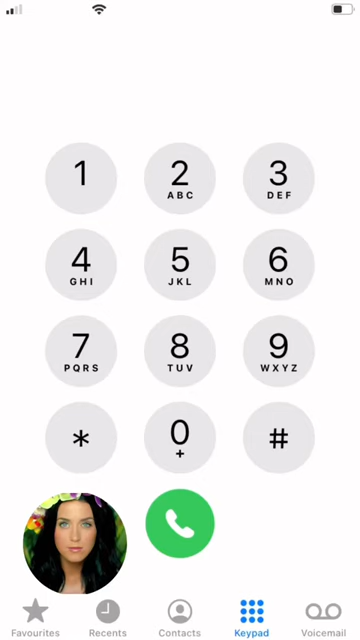 1 2 3
ABC DEF
4 5 6
GHI JKL MNO
7 8 9
PQRS TUV WXYZ
* 0 #
+
Favourites Recents Contacts Keypad Voicemail